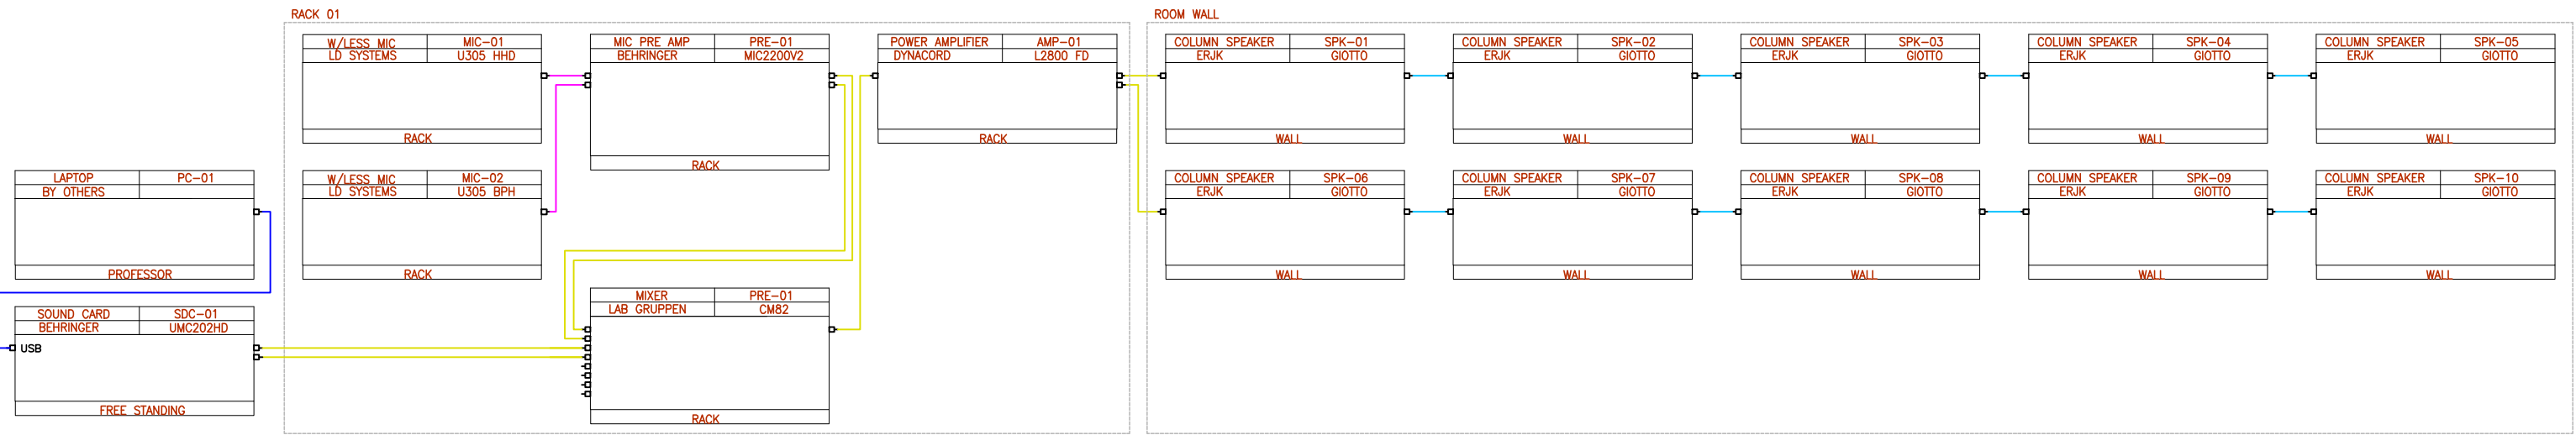 RACK 01
ROOM WALL
W/LESS MIC MIC-01
LD SYSTEMS U305 HHD
RACK
MIC PRE AMP PRE-01
BEHRINGER MIC2200V2
RACK
POWER AMPLIFIER AMP-01
DYNACORD L2800 FD
RACK
COLUMN SPEAKER SPK-01
ERJK GIOTTO
WALL
COLUMN SPEAKER SPK-02
ERJK GIOTTO
WALL
COLUMN SPEAKER SPK-03
ERJK GIOTTO
WALL
COLUMN SPEAKER SPK-04
ERJK GIOTTO
WALL
COLUMN SPEAKER SPK-05
ERJK GIOTTO
WALL
LAPTOP PC-01
BY OTHERS
PROFESSOR
W/LESS MIC MIC-02
LD SYSTEMS U305 BPH
RACK
COLUMN SPEAKER SPK-06
ERJK GIOTTO
WALL
COLUMN SPEAKER SPK-07
ERJK GIOTTO
WALL
COLUMN SPEAKER SPK-08
ERJK GIOTTO
WALL
COLUMN SPEAKER SPK-09
ERJK GIOTTO
WALL
COLUMN SPEAKER SPK-10
ERJK GIOTTO
WALL
SOUND CARD SDC-01
BEHRINGER UMC202HD
USB
FREE STANDING
MIXER PRE-01
LAB GRUPPEN CM82
RACK